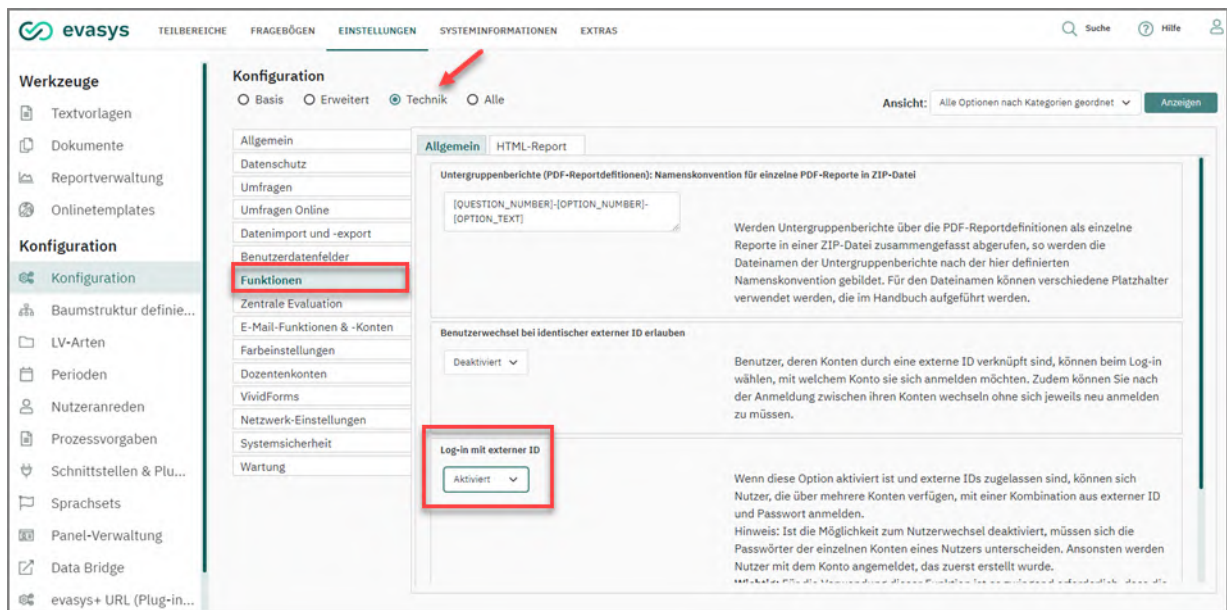 evasys TEILBEREICHE FRAGEBÖGEN EINSTELLUNGEN SYSTEMINFORMATIONEN EXTRAS Suche Hilfe
Werkzeuge
Textvorlagen
Dokumente
Reportverwaltung
Onlinetemplates
Konfiguration
Konfiguration
Baumstruktur definie...
LV-Arten
Perioden
Nutzeranreden
Prozessvorgaben
Schnittstellen & Plu...
Sprachsets
Panel-Verwaltung
Data Bridge
evasys+ URL (Plug-in...
Konfiguration
Basis Erweitert Technik Alle
Ansicht: Alle Optionen nach Kategorien geordnet Anzeigen
Allgemein
Datenschutz
Umfragen
Umfragen Online
Datenimport und -export
Benutzerdatenfelder
Funktionen
Zentrale Evaluation
E-Mail-Funktionen & -Konten
Farbeinstellungen
Dozentenkonten
VividForms
Netzwerk-Einstellungen
Systemsicherheit
Wartung
Allgemein HTML-Report
Untergruppenberichte (PDF-Reportdefitionen): Namenskonvention für einzelne PDF-Reporte in ZIP-Datei
[QUESTION_NUMBER]-[OPTION_NUMBER]-
[OPTION_TEXT]
Werden Untergruppenberichte über die PDF-Reportdefinitionen als einzelne
Reporte in einer ZIP-Datei zusammengefasst abgerufen, so werden die
Dateinamen der Untergruppenberichte nach der hier definierten
Namenskonvention gebildet. Für den Dateinamen können verschiedene Platzhalter
verwendet werden, die im Handbuch aufgeführt werden.
Benutzerwechsel bei identischer externer ID erlauben
Deaktiviert
Benutzer, deren Konten durch eine externe ID verknüpft sind, können beim Log-in
wählen, mit welchem Konto sie sich anmelden möchten. Zudem können Sie nach
der Anmeldung zwischen ihren Konten wechseln ohne sich jeweils neu anmelden
zu müssen.
Log-in mit externer ID
Aktiviert
Wenn diese Option aktiviert ist und externe IDs zugelassen sind, können sich
Nutzer, die über mehrere Konten verfügen, mit einer Kombination aus externer ID
und Passwort anmelden.
Hinweis: Ist die Möglichkeit zum Nutzerwechsel deaktiviert, müssen sich die
Passwörter der einzelnen Konten eines Nutzers unterscheiden. Ansonsten werden
Nutzer mit dem Konto angemeldet, das zuerst erstellt wurde.